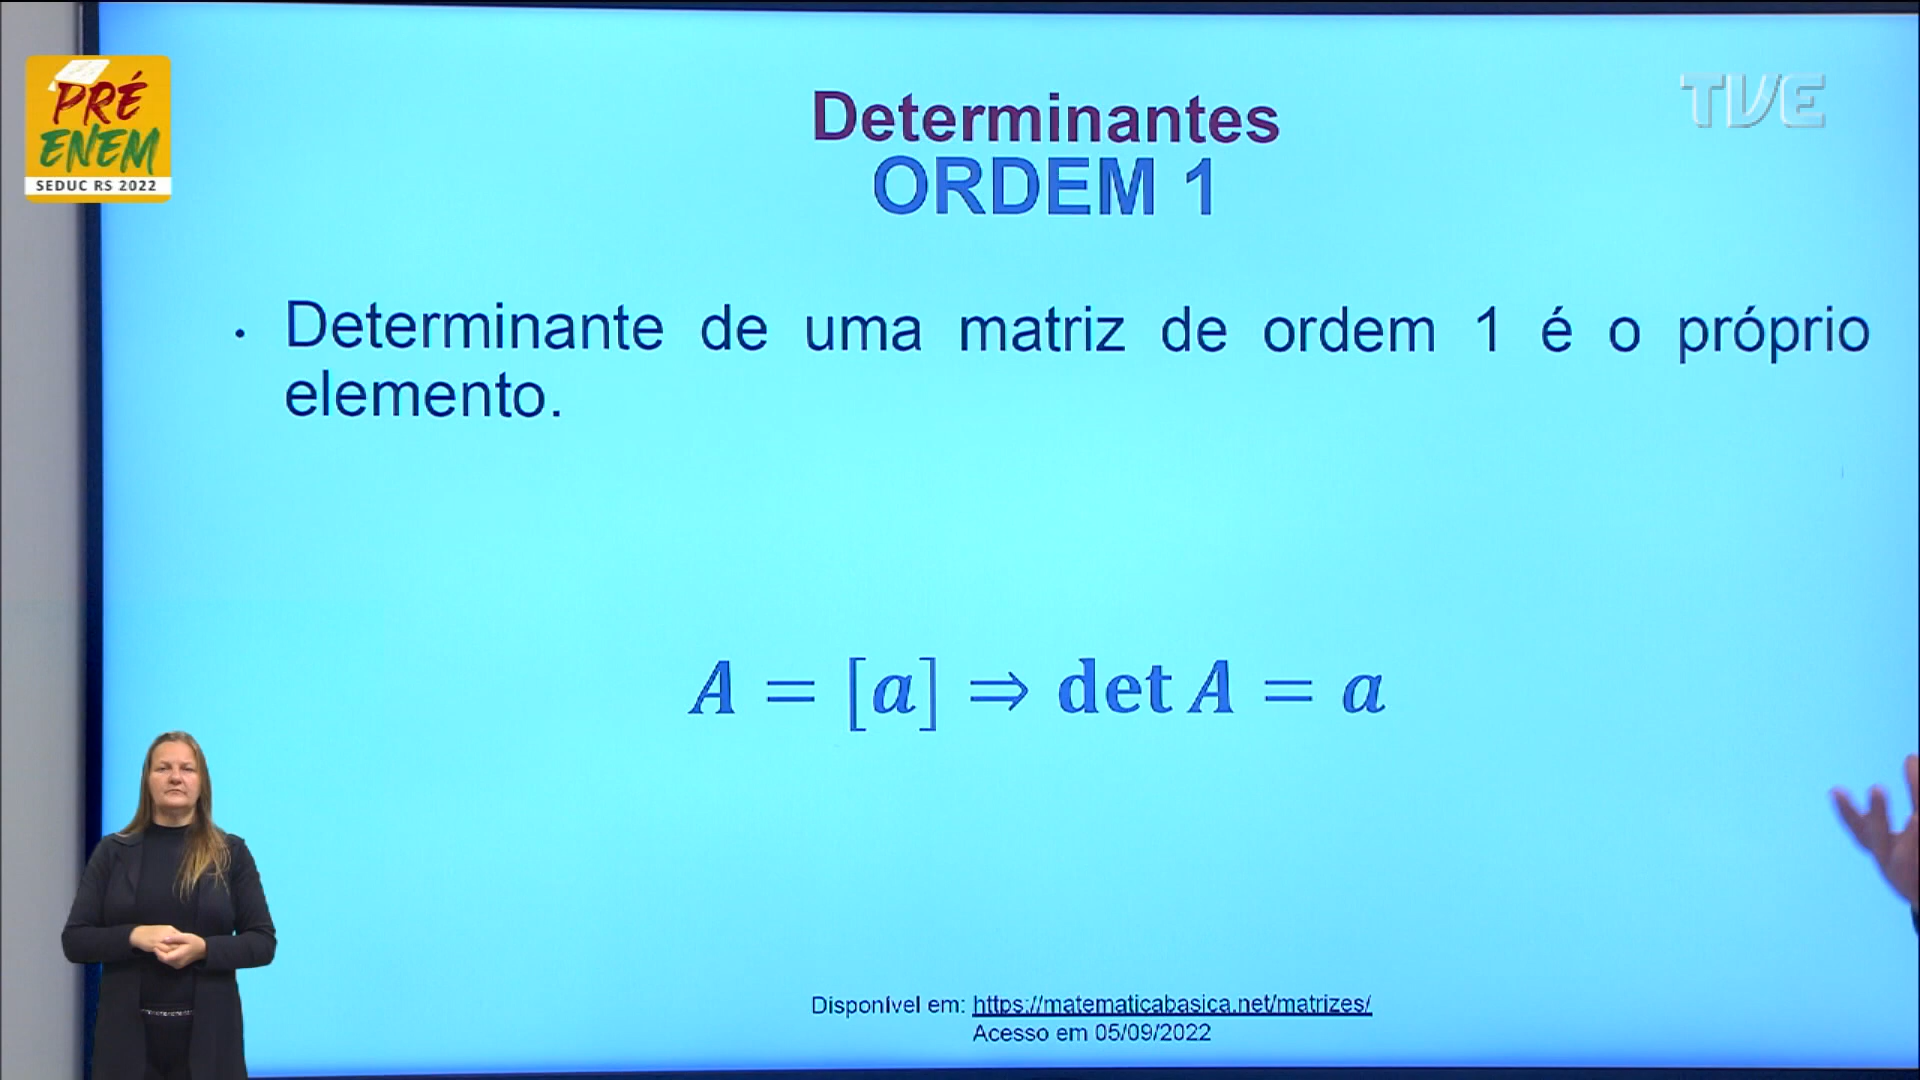 PRÉ
ENEM
SEDUC RS 2022
TVE
Determinantes
ORDEM 1
• Determinante de uma matriz de ordem 1 é o próprio
elemento.
A = [a] ⇒ det A = a
Disponível em: https://matematicabasica.net/matrizes/
Acesso em 05/09/2022